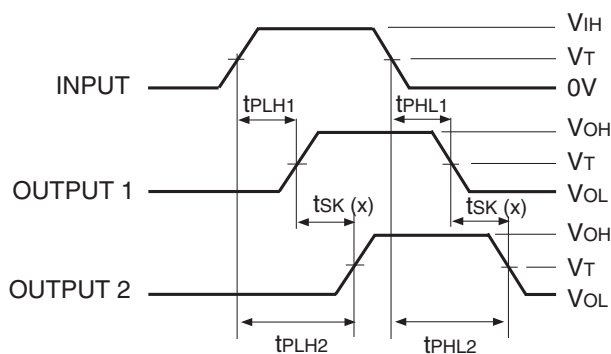 VIH
VT
INPUT
0V
tPLH1
tPHL1
VOH
VT
OUTPUT 1
VOL
tSK (x)
tSK (x)
VOH
VT
OUTPUT 2
VOL
tPLH2
tPHL2